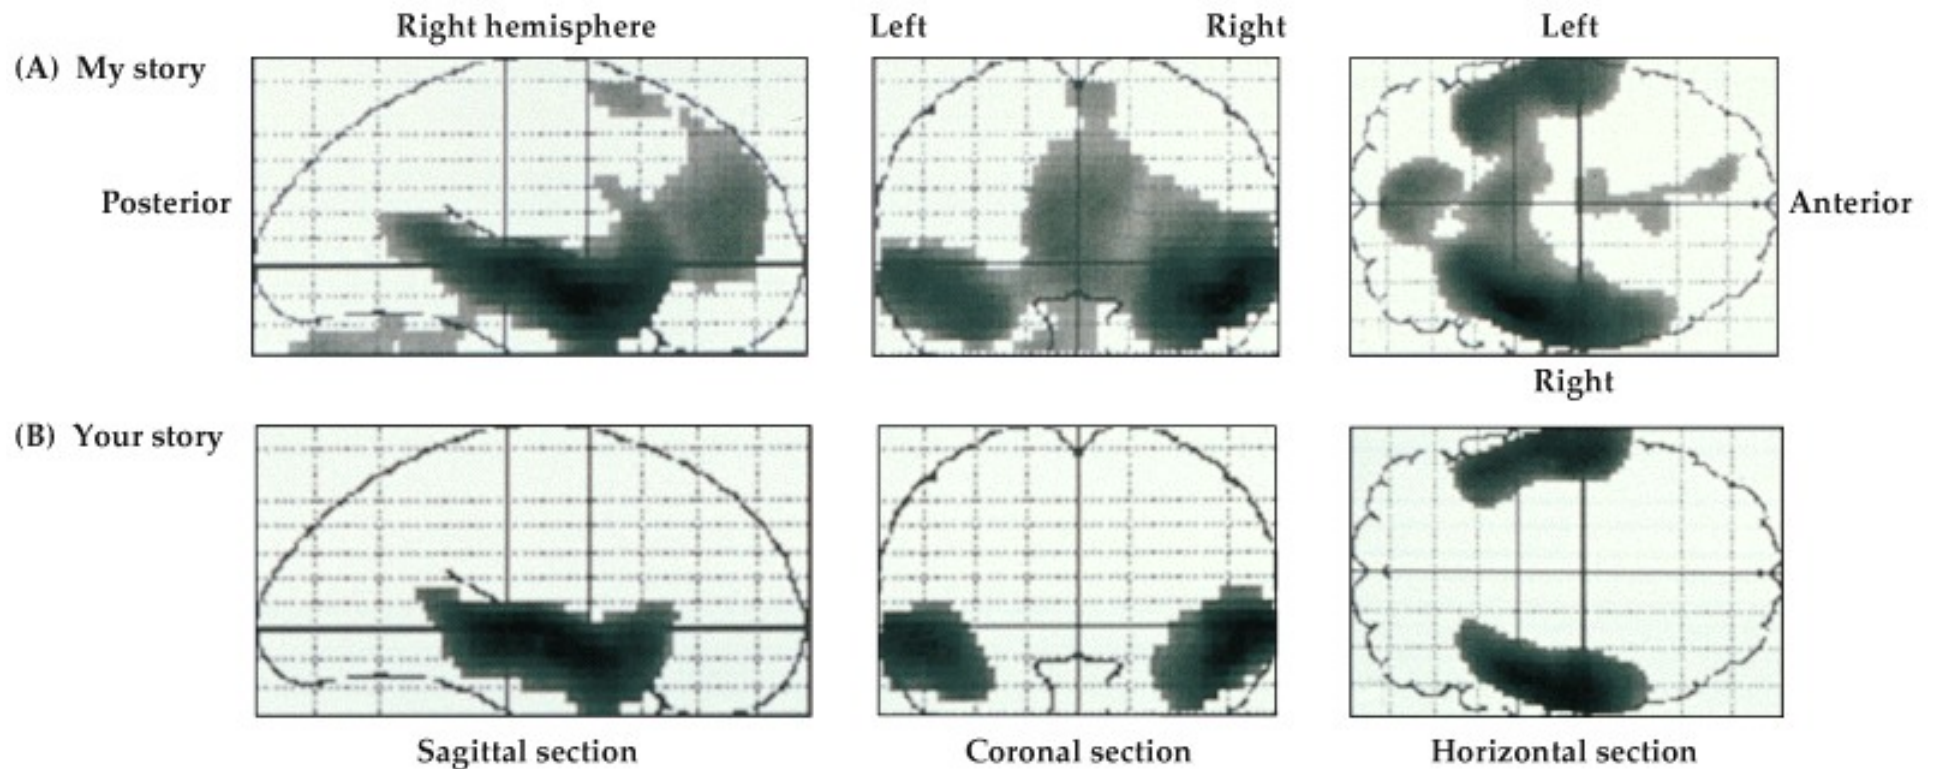 Right hemisphere
Left
Right
Left
(A) My story
Posterior
Anterior
Right
(B) Your story
Sagittal section
Coronal section
Horizontal section